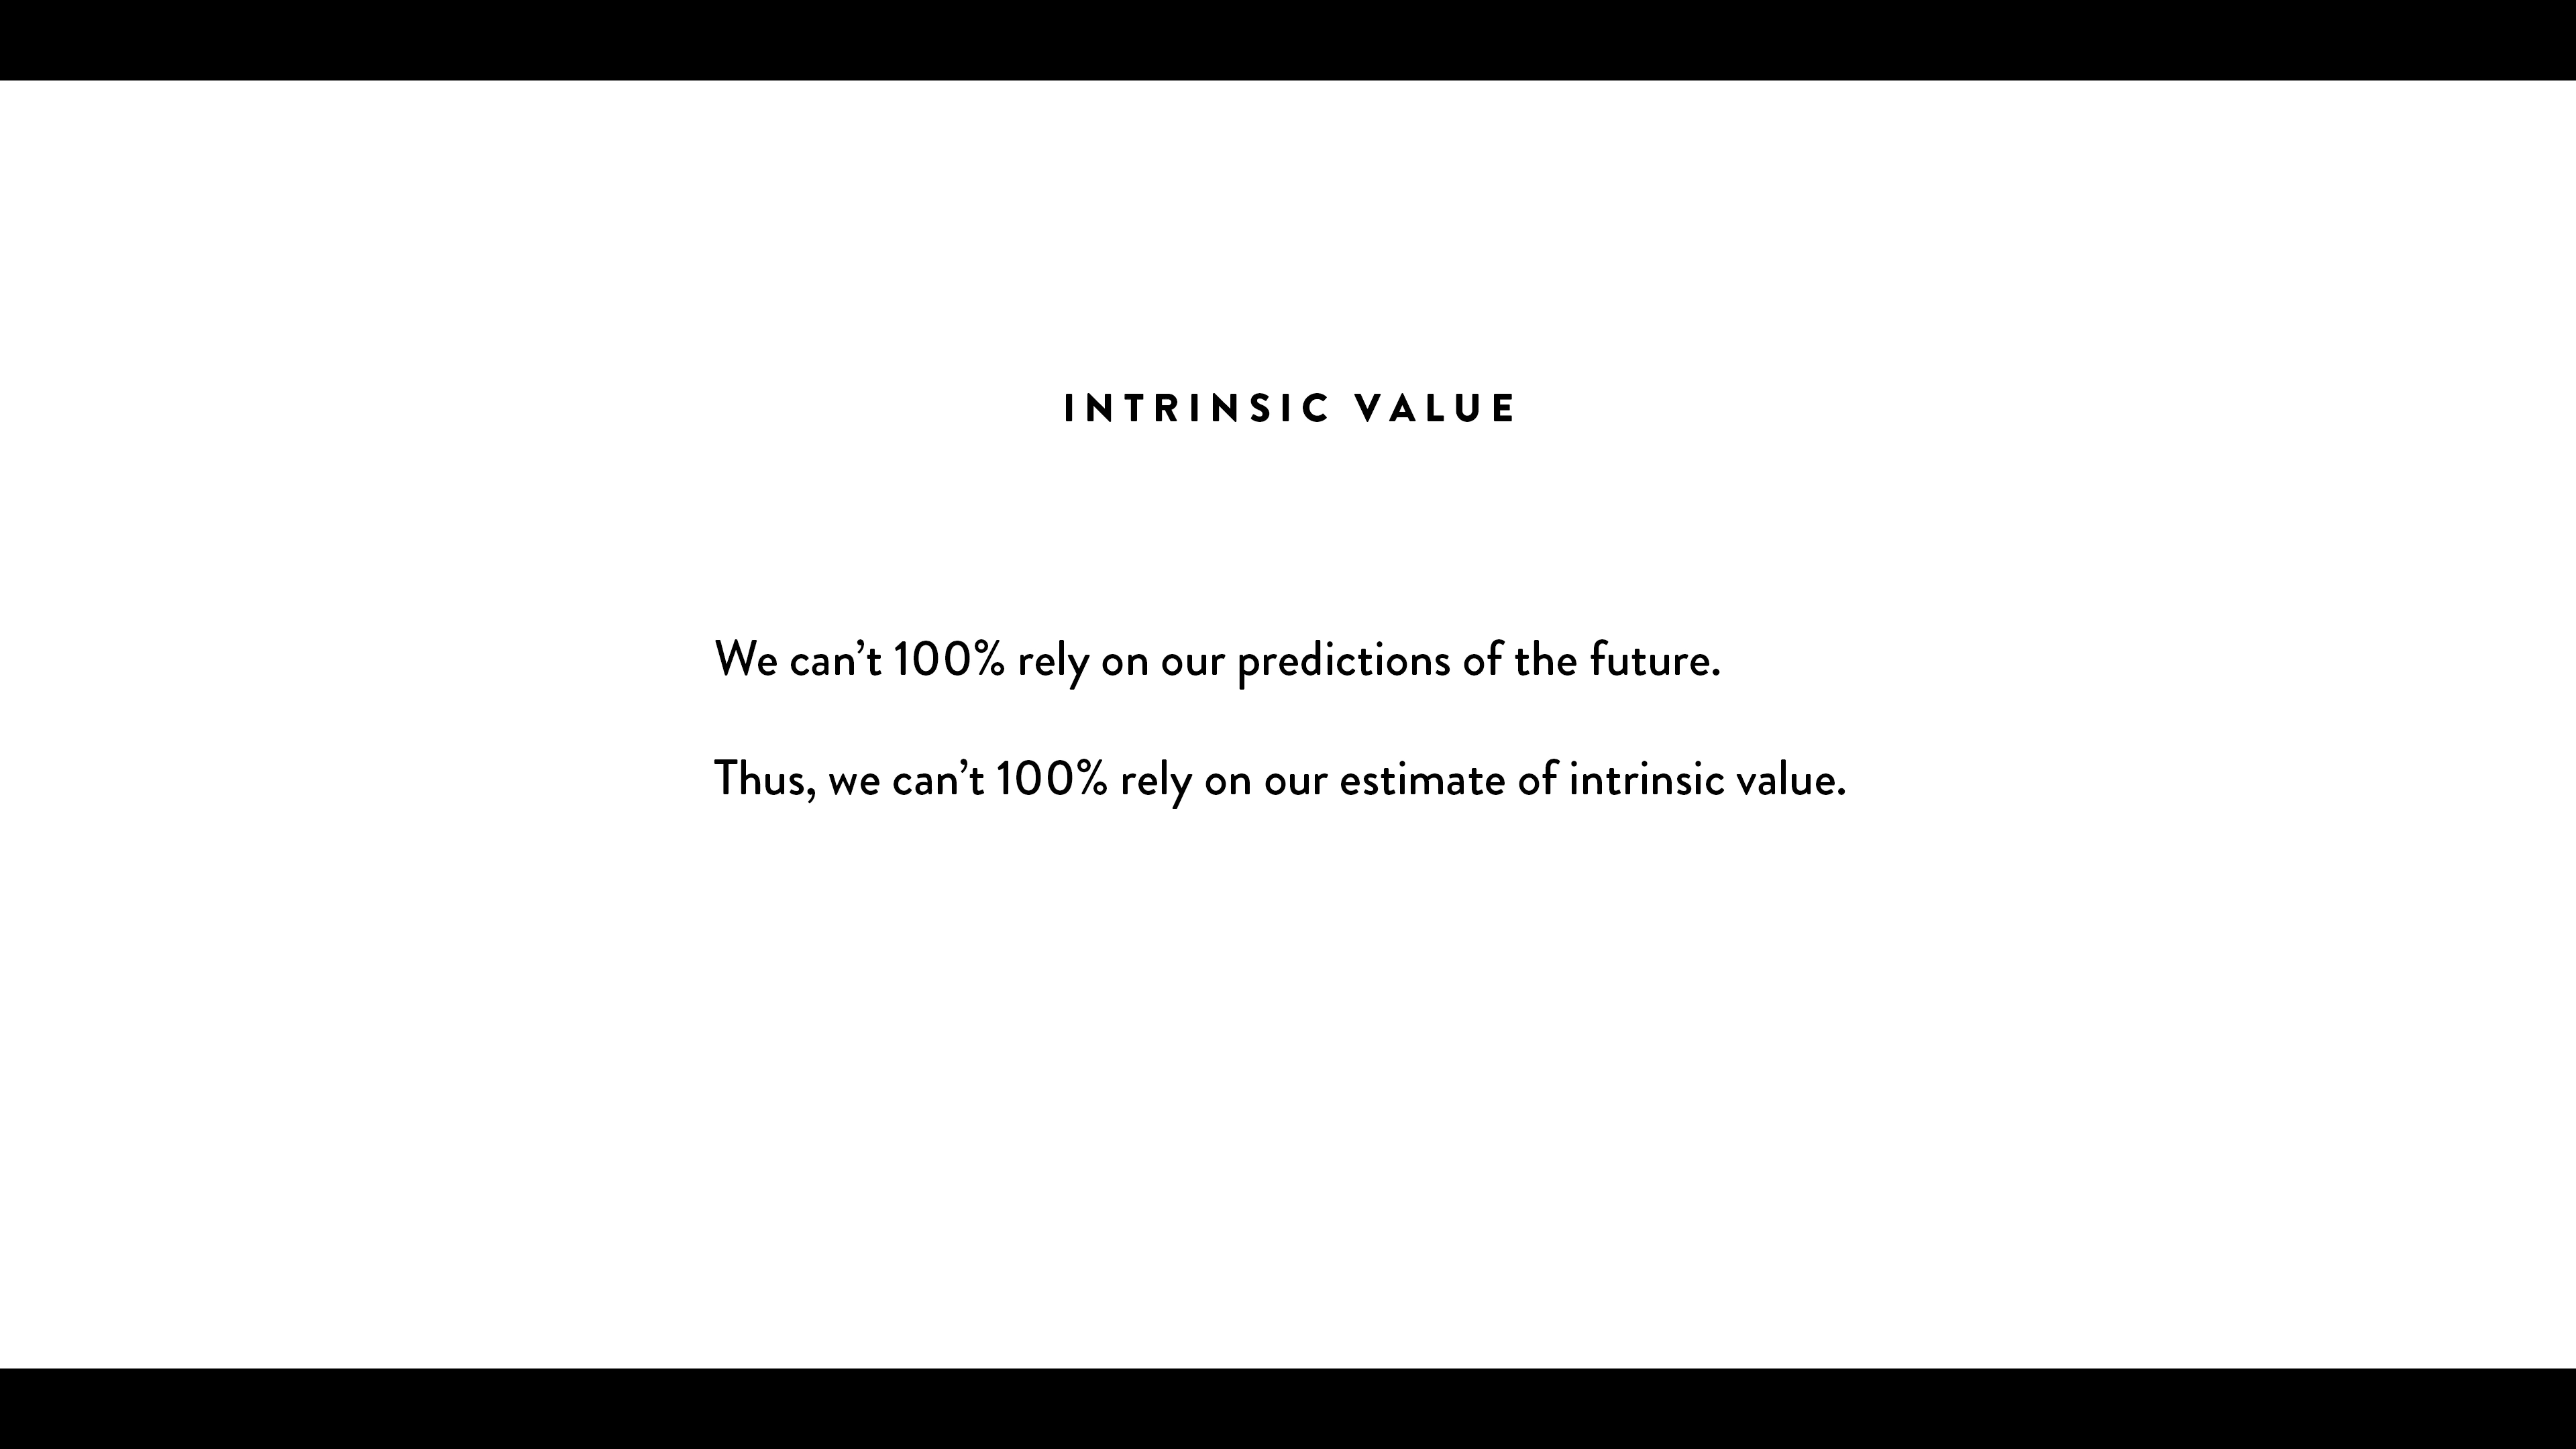 INTRINSIC VALUE
We can’t 100% rely on our predictions of the future.
Thus, we can’t 100% rely on our estimate of intrinsic value.